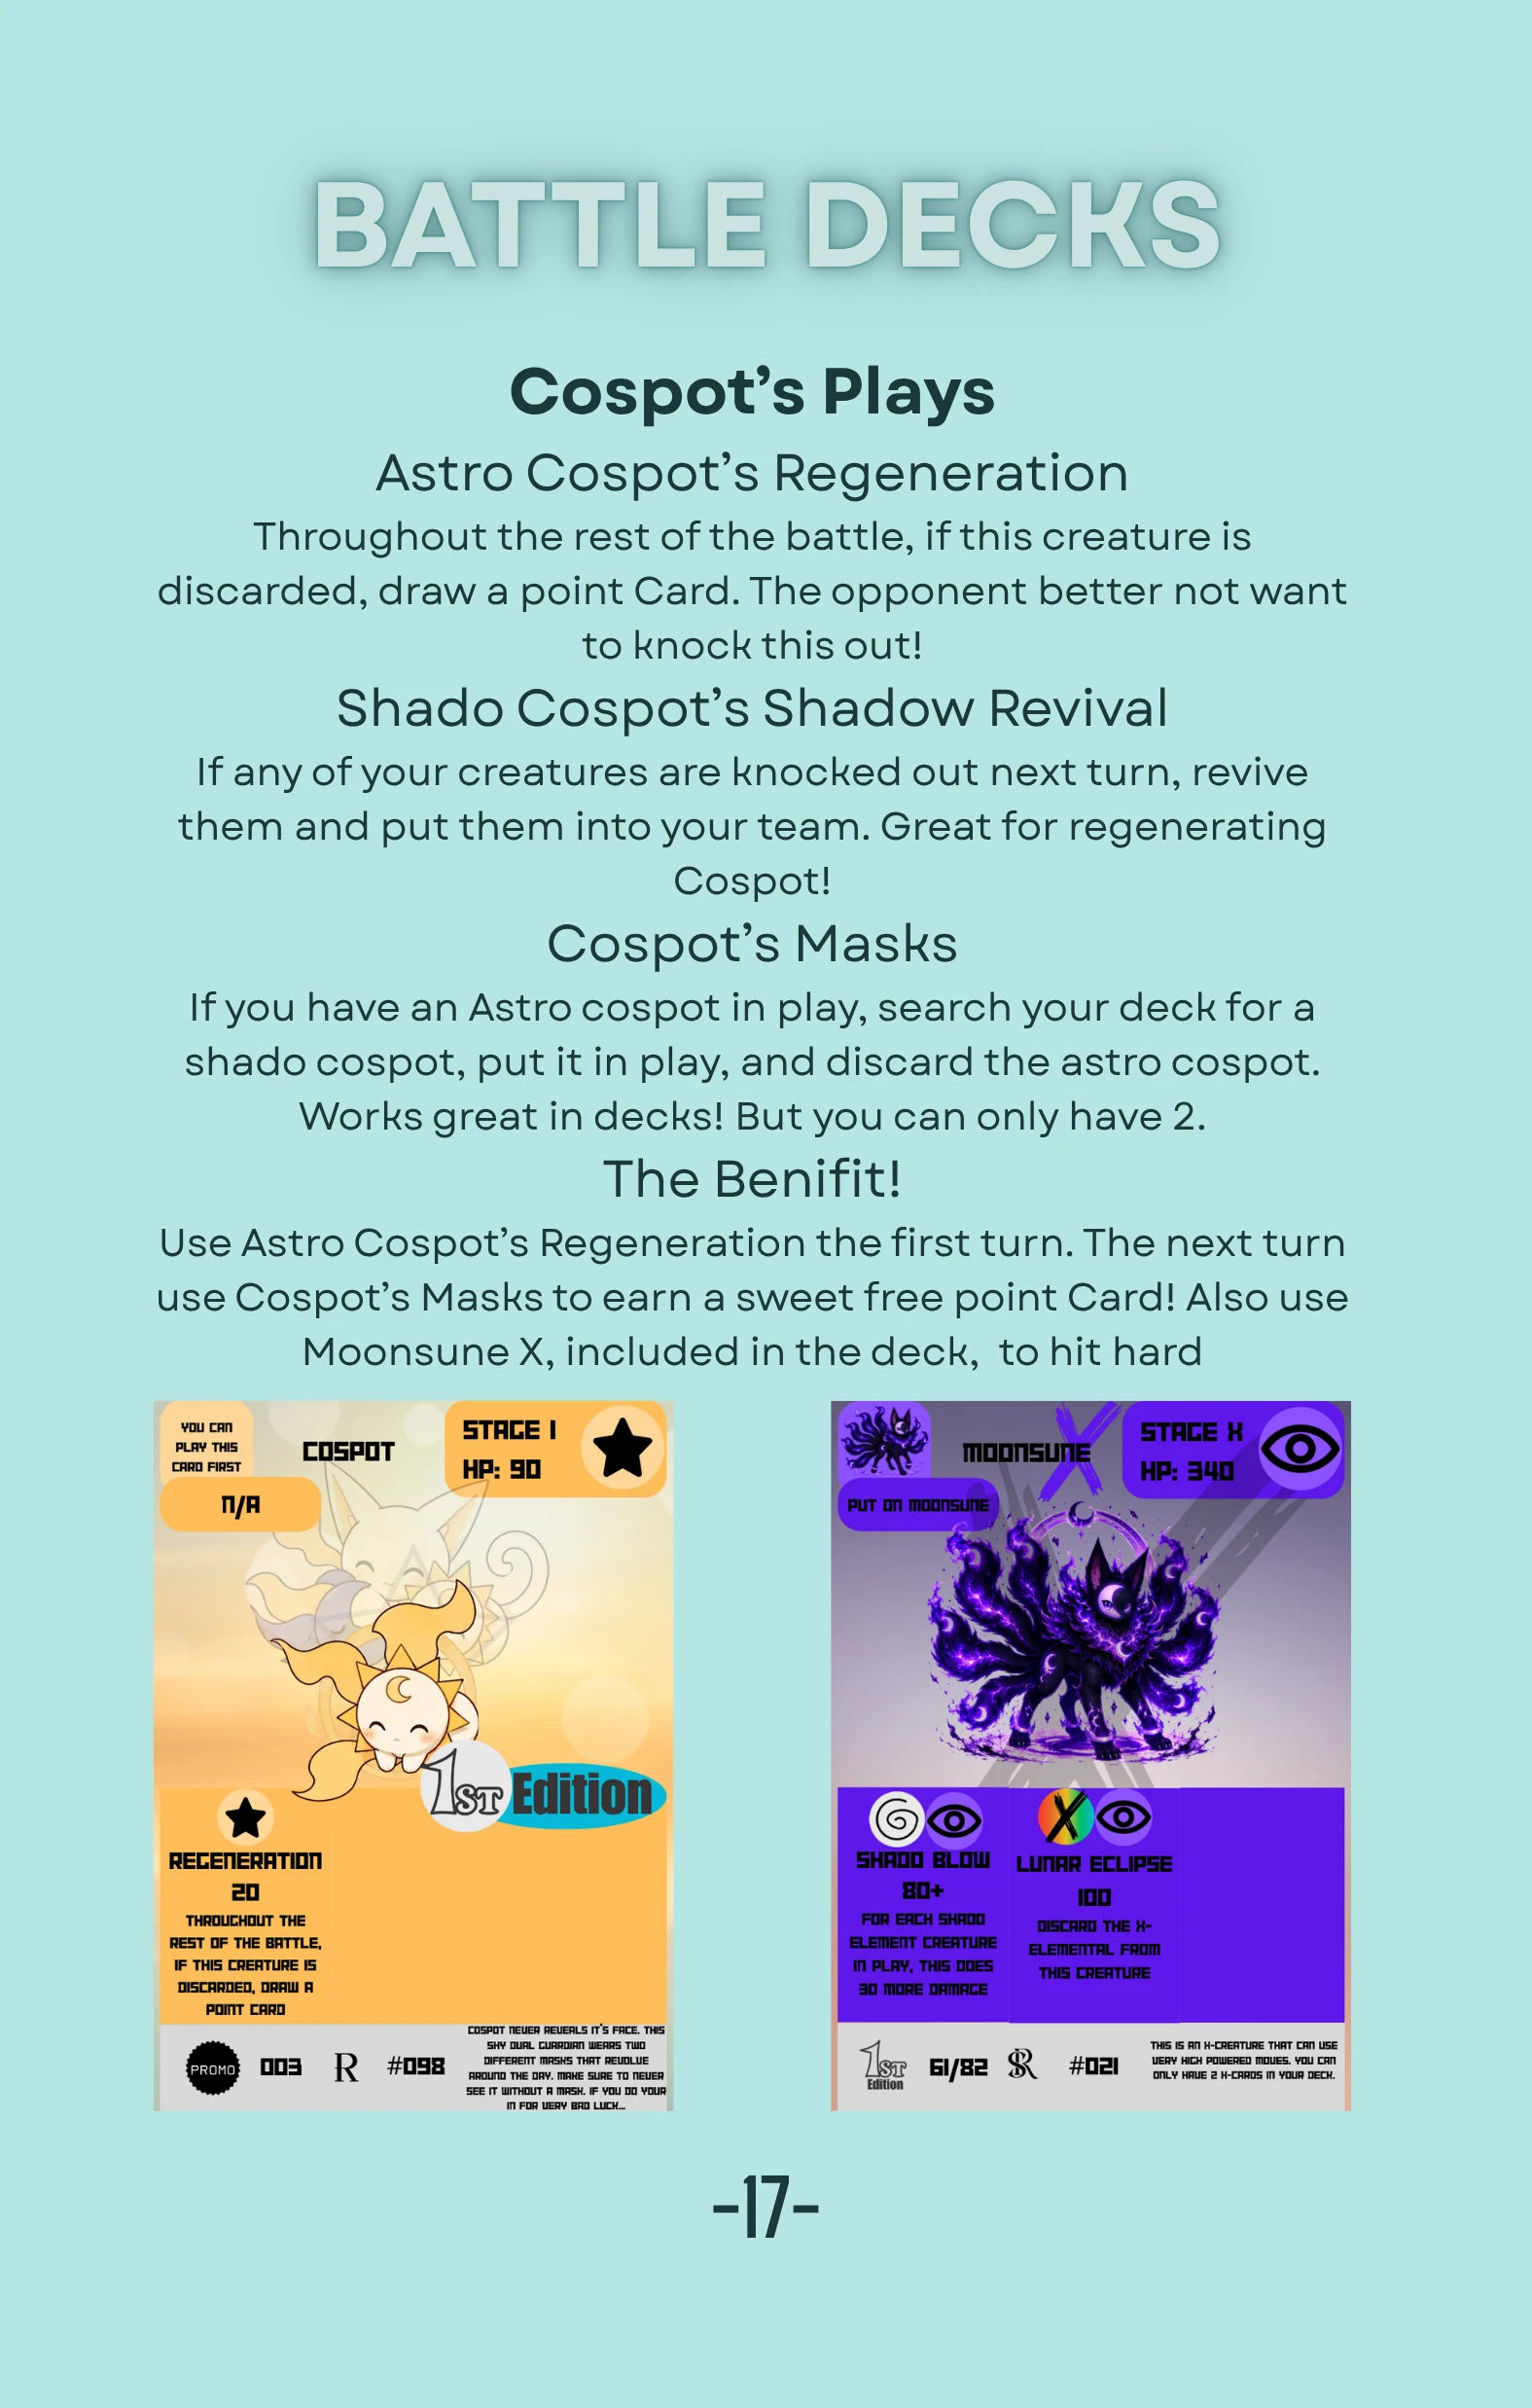 BATTLE DECKS
Cospot's Plays
Astro Cospot's Regeneration
Throughout the rest of the battle, if this creature is
discarded, draw a point Card. The opponent better not want
to knock this out!
Shado Cospot's Shadow Revival
If any of your creatures are knocked out next turn, revive
them and put them into your team. Great for regenerating
Cospot!
Cospot's Masks
If you have an Astro cospot in play, search your deck for a
shado cospot, put it in play, and discard the astro cospot.
Works great in decks! But you can only have 2.
The Benifit!
Use Astro Cospot's Regeneration the first turn. The next turn
use Cospot's Masks to earn a sweet free point Card! Also use
Moonsune X, included in the deck,  to hit hard
YOU CAN
PLAY THIS
CARD FIRST
COSPOT
STAGE 1
HP: 90
N/A
1ST Edition
REGENERATION
20
THROUGHOUT THE
REST OF THE BATTLE,
IF THIS CREATURE IS
DISCARDED, DRAW A
POINT CARD
PROMO
003
R
#098
COSPOT NEVER REVEALS IT'S FACE. THIS
SKY DUAL GUARDIAN WEARS TWO
DIFFERENT MASKS THAT REVOLVE
AROUND THE DAY. MAKE SURE TO NEVER
SEE IT WITHOUT A MASK. IF YOU DO YOUR
IN FOR VERY BAD LUCK...
MOONSUNE X
STAGE X
HP: 340
PUT ON MOONSUNE
SHADO BLOW
80+
FOR EACH SHADO
ELEMENT CREATURE
IN PLAY, THIS DOES
30 MORE DAMAGE
X
LUNAR ECLIPSE
100
DISCARD THE X-
ELEMENTAL FROM
THIS CREATURE
1ST
Edition
61/82
SR
#021
THIS IS AN X-CREATURE THAT CAN USE
VERY HIGH POWERED MOVES. YOU CAN
ONLY HAVE 2 X-CARDS IN YOUR DECK.
-17-